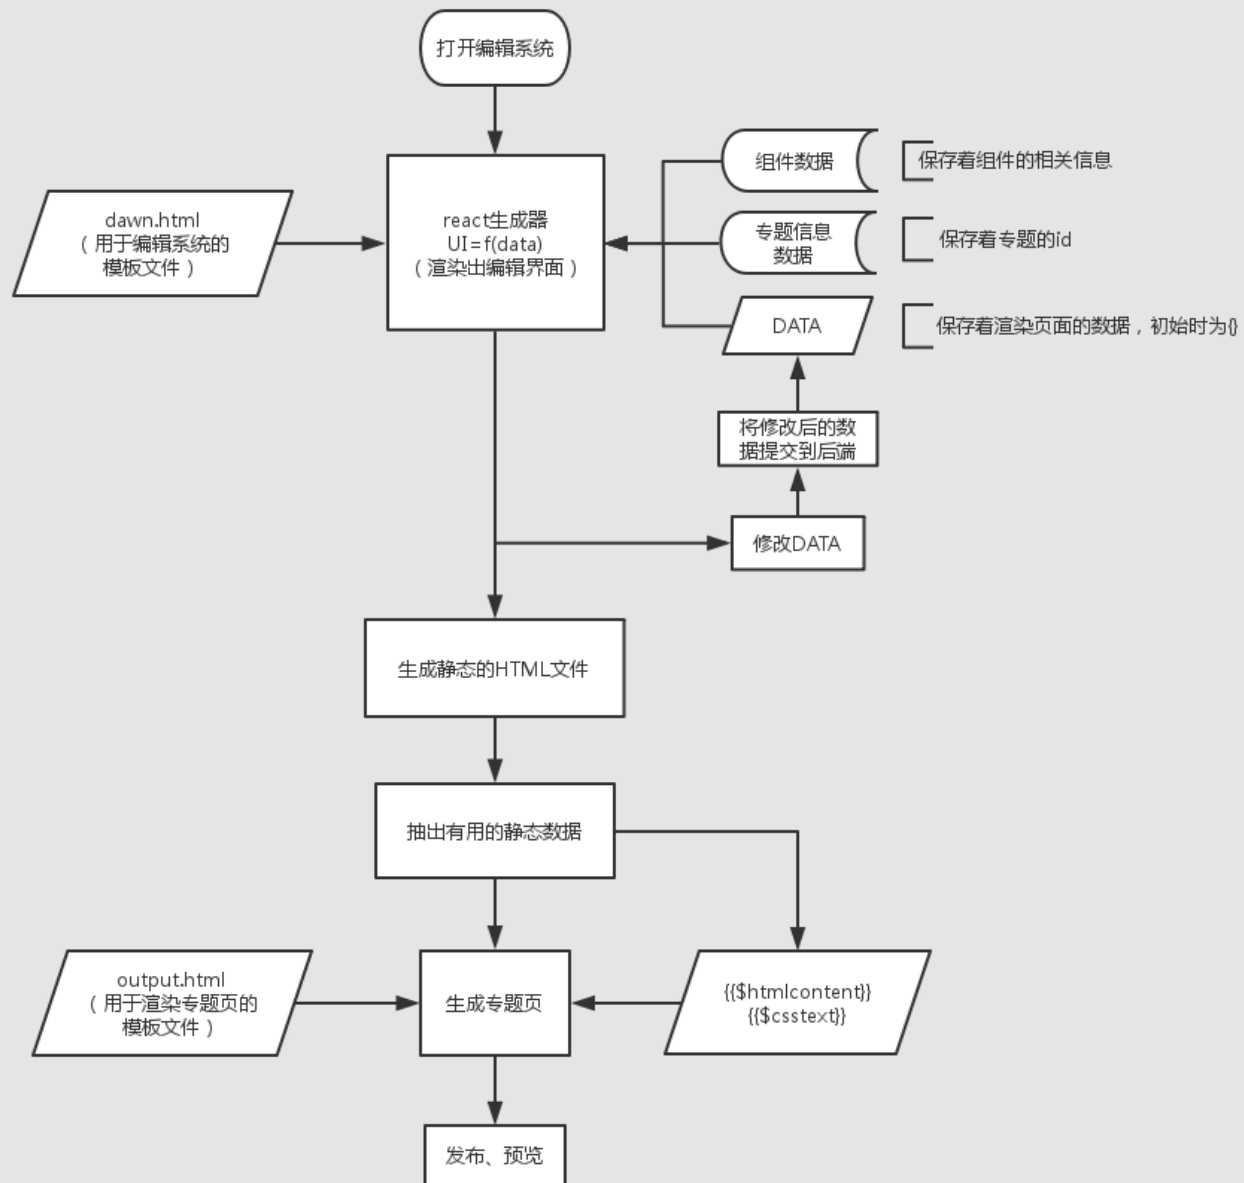 打开编辑系统
组件数据
保存着组件的相关信息
dawn.html
（用于编辑系统的
模板文件）
react生成器
UI=f(data)
（渲染出编辑界面）
专题信息
数据
保存着专题的id
DATA
保存着渲染页面的数据，初始时为{}
将修改后的数
据提交到后端
修改DATA
生成静态的HTML文件
抽出有用的静态数据
output.html
（用于渲染专题页的
模板文件）
生成专题页
{{$htmlcontent}}
{{$csstext}}
发布、预览